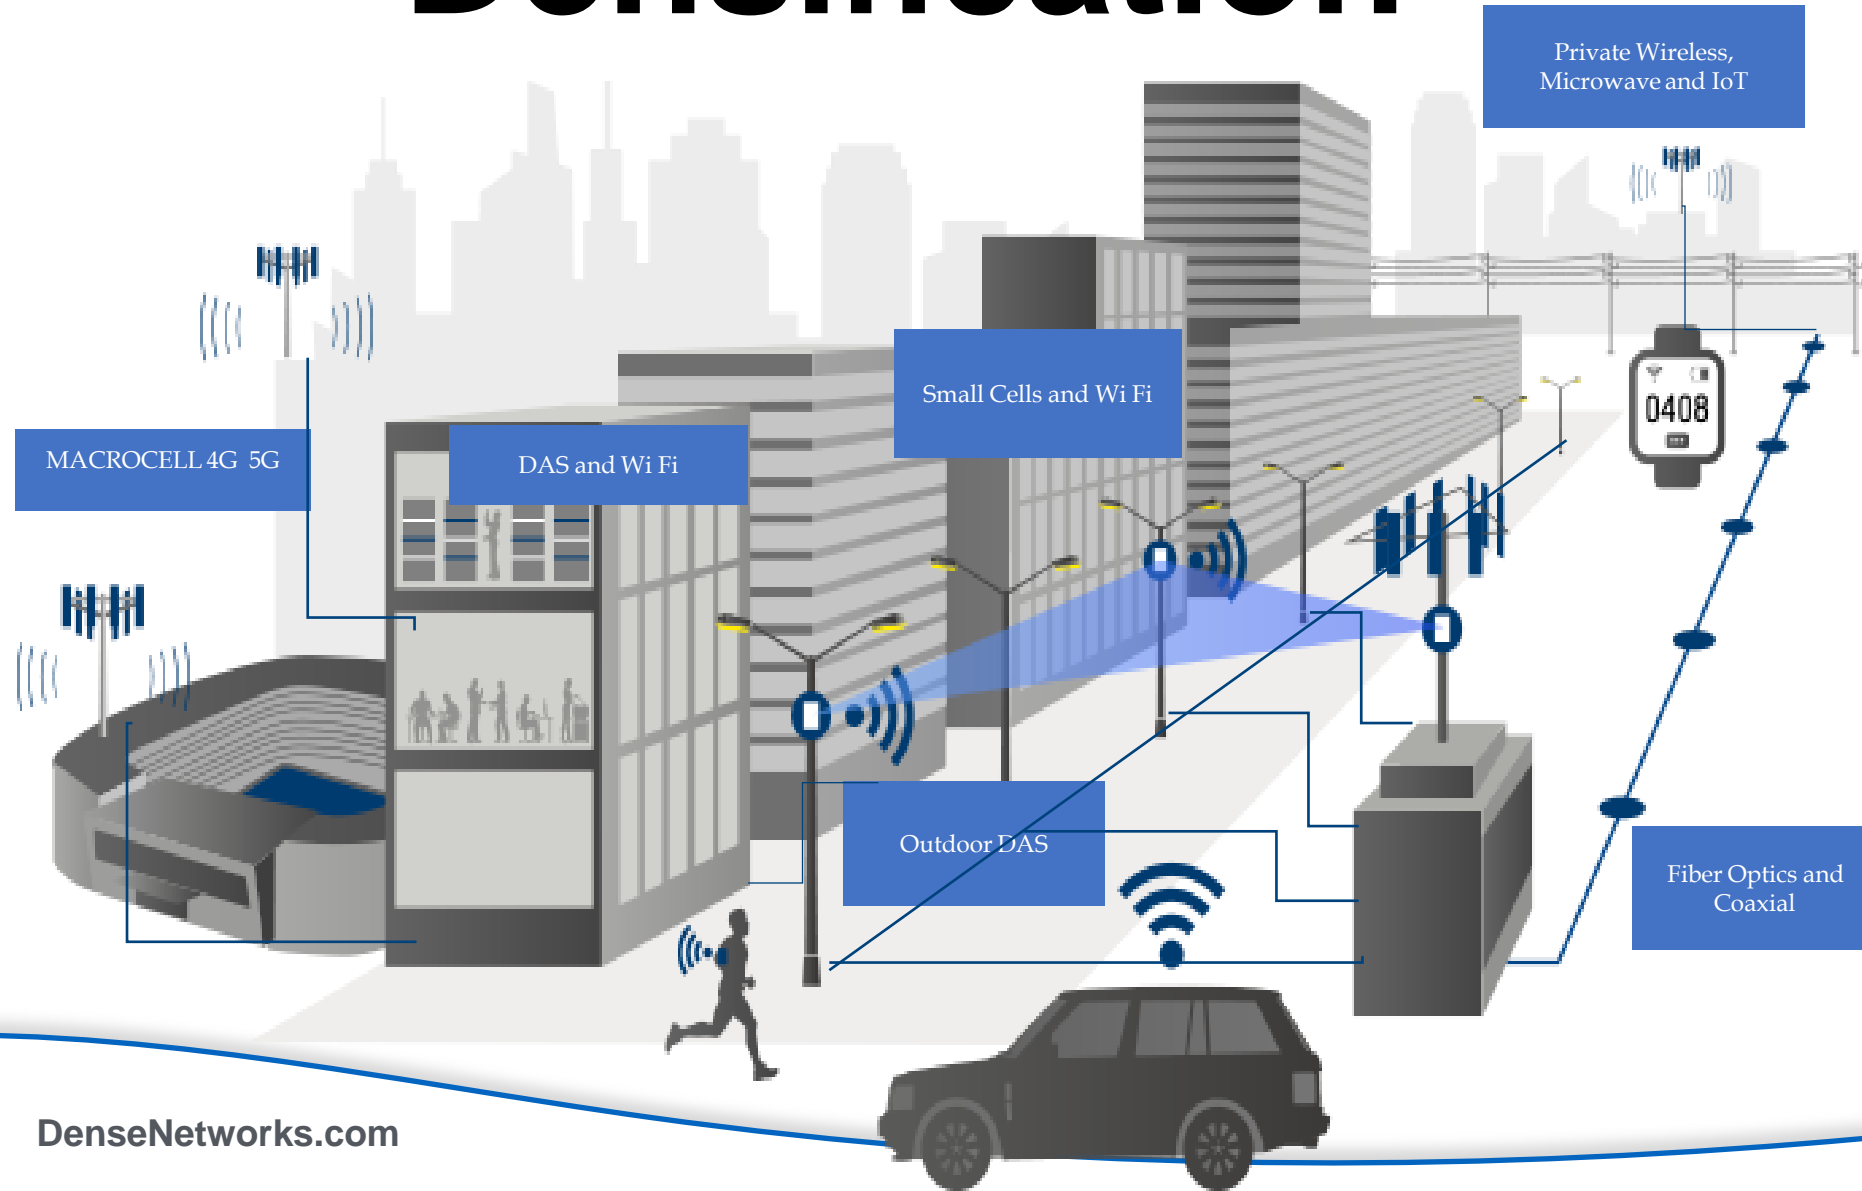 Densification
Private Wireless,
Microwave and IoT
Small Cells and Wi Fi
0408
MACROCELL 4G  5G
DAS and Wi Fi
Outdoor DAS
Fiber Optics and
Coaxial
DenseNetworks.com